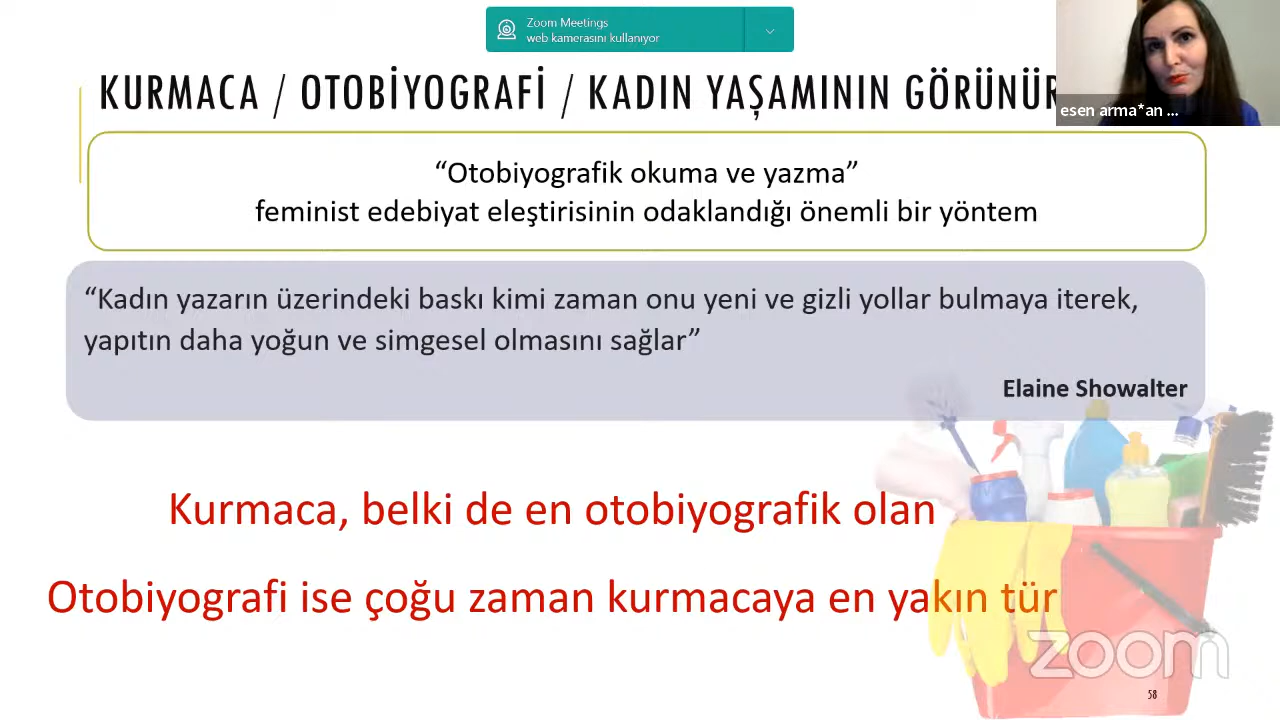 Zoom Meetings
web kamerasını kullanıyor
KURMACA / OTOBİYOGRAFİ / KADIN YAŞAMININ GÖRÜNÜR
esen arma*an ...
“Otobiyografik okuma ve yazma”
feminist edebiyat eleştirisinin odaklandığı önemli bir yöntem
“Kadın yazarın üzerindeki baskı kimi zaman onu yeni ve gizli yollar bulmaya iterek,
yapıtın daha yoğun ve simgesel olmasını sağlar”
Elaine Showalter
Kurmaca, belki de en otobiyografik olan
Otobiyografi ise çoğu zaman kurmacaya en yakın tür
zoom
58